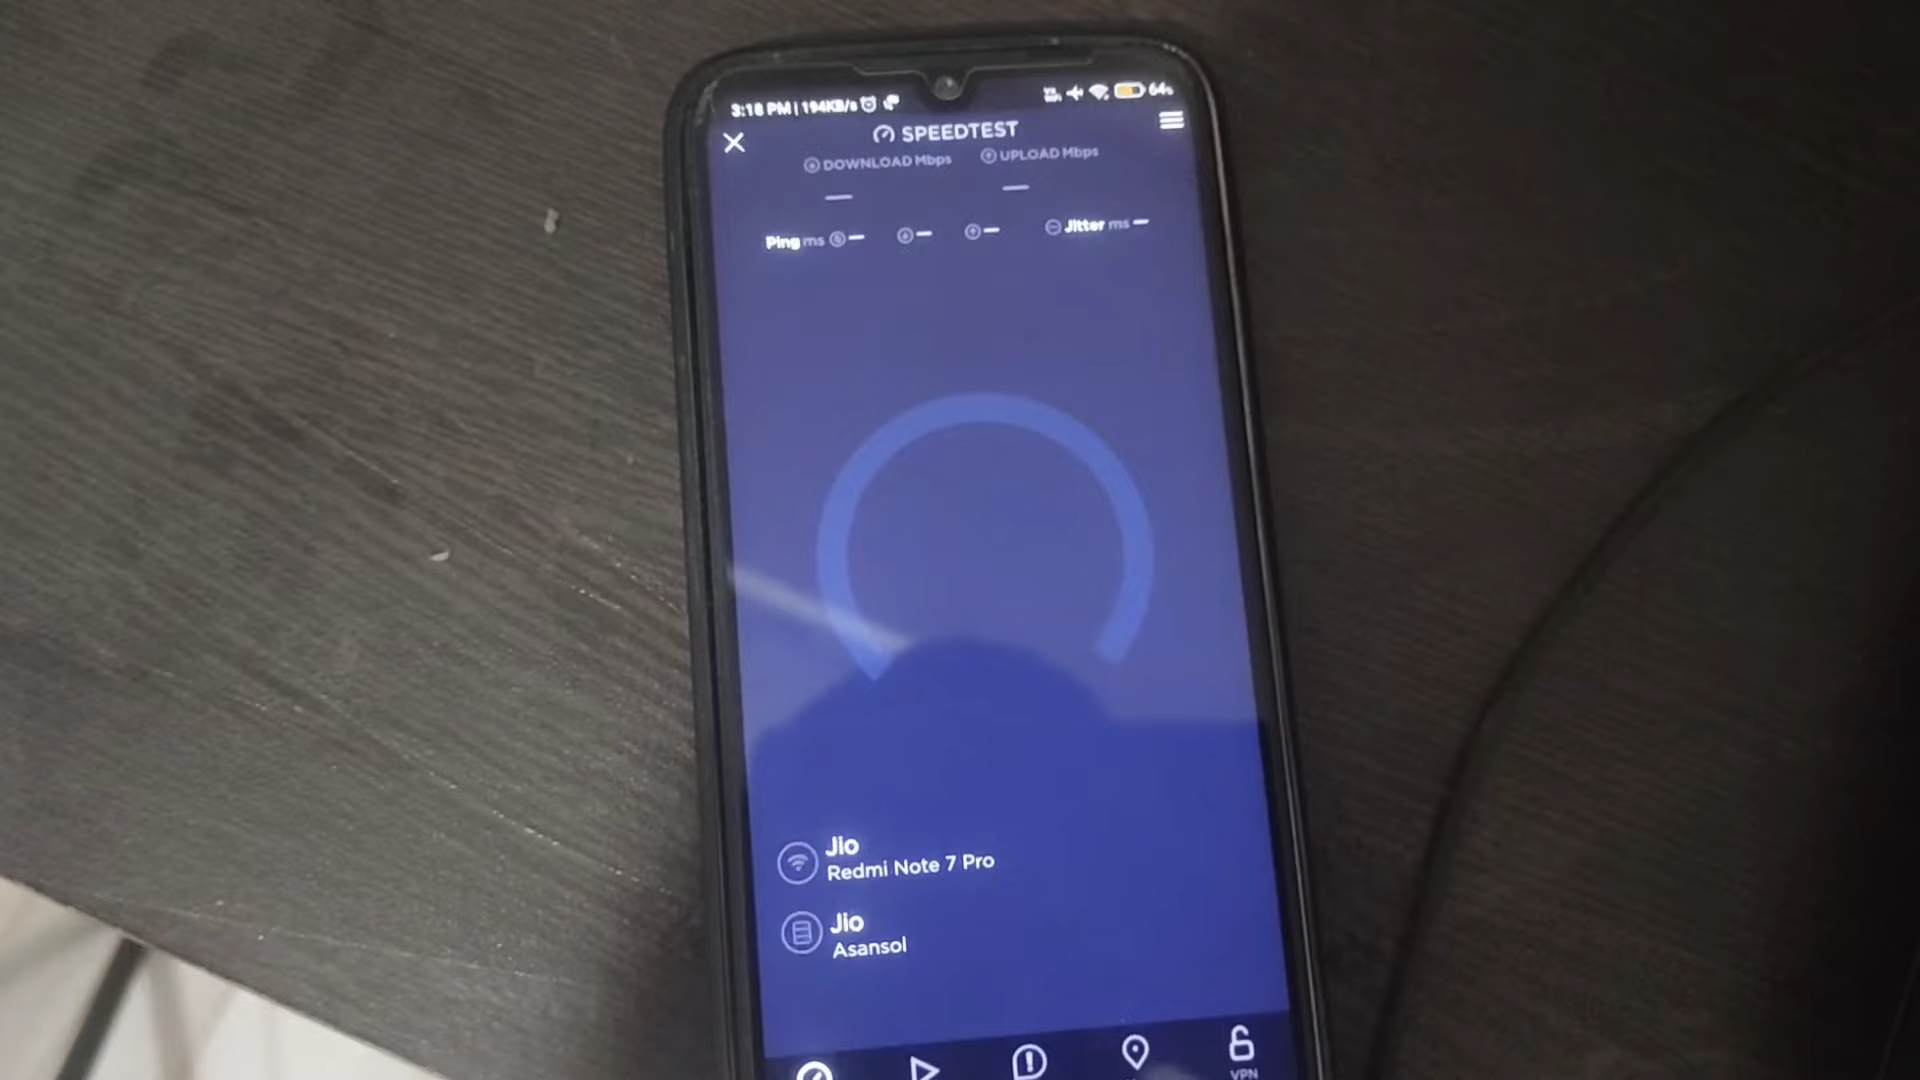 3:18 PM | 194KB/s 64%
SPEEDTEST
DOWNLOAD Mbps UPLOAD Mbps
Ping ms Jitter ms
Jio
Redmi Note 7 Pro
Jio
Asansol
VPN